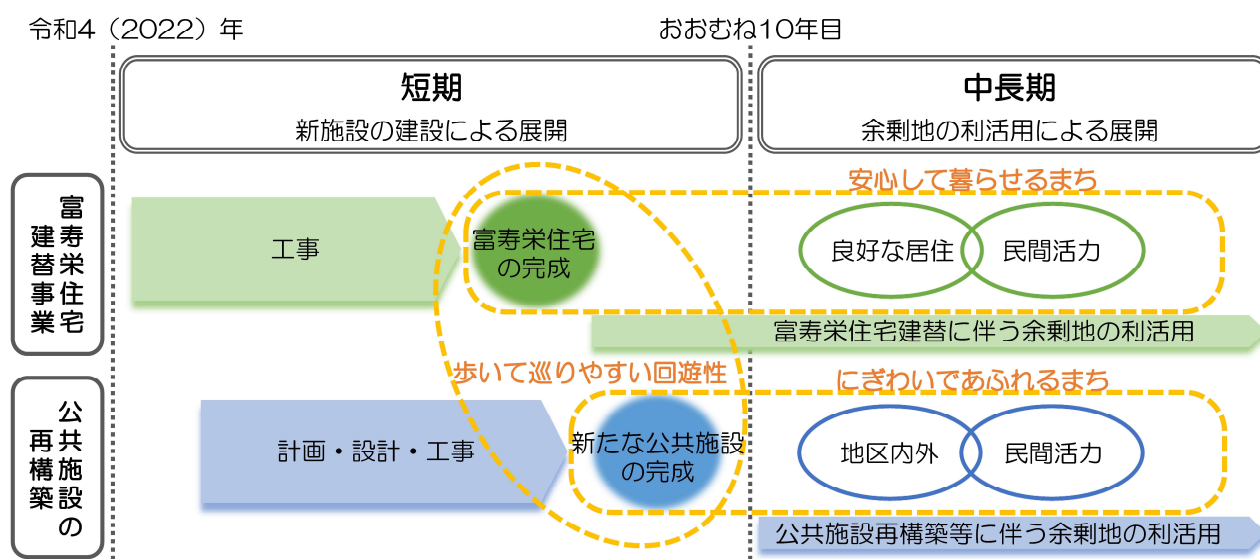 令和4（2022）年
おおむね10年目
短期
新施設の建設による展開
中長期
余剰地の利活用による展開
富寿栄住宅
建替事業
工事
富寿栄住宅
の完成
安心して暮らせるまち
良好な居住
民間活力
富寿栄住宅建替に伴う余剰地の利活用
歩いて巡りやすい回遊性
公共施設の
再構築
計画・設計・工事
新たな公共施設
の完成
にぎわいであふれるまち
地区内外
民間活力
公共施設再構築等に伴う余剰地の利活用